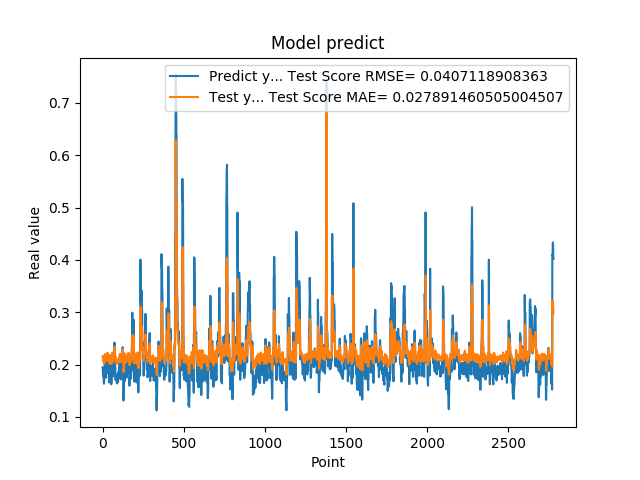 Model predict
Predict y... Test Score RMSE= 0.0407118908363
Test y... Test Score MAE= 0.027891460505004507
0.7
0.6
0.5
0.4
0.3
0.2
0.1
Real value
0 500 1000 1500 2000 2500
Point